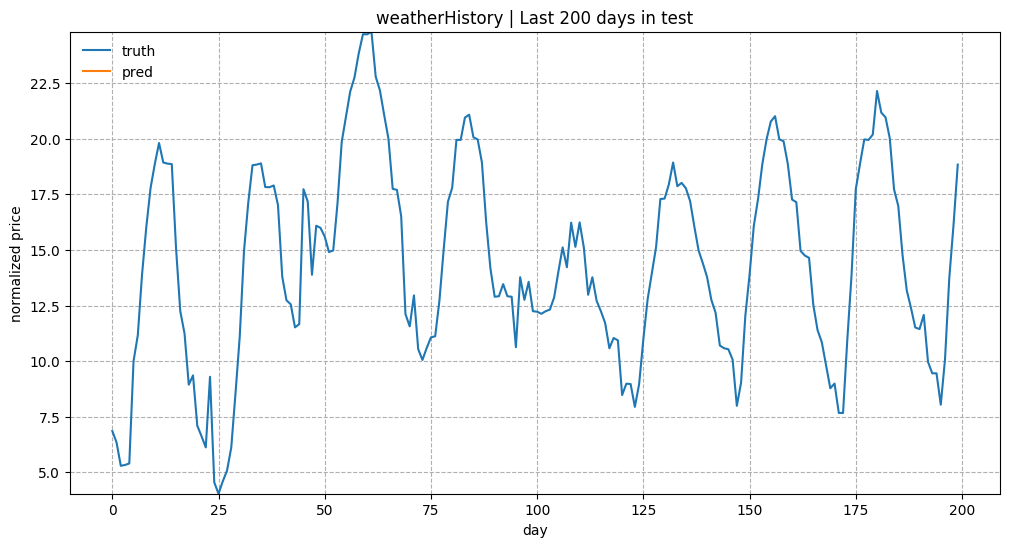 weatherHistory | Last 200 days in test
truth
pred
normalized price
22.5
20.0
17.5
15.0
12.5
10.0
7.5
5.0
0 25 50 75 100 125 150 175 200
day